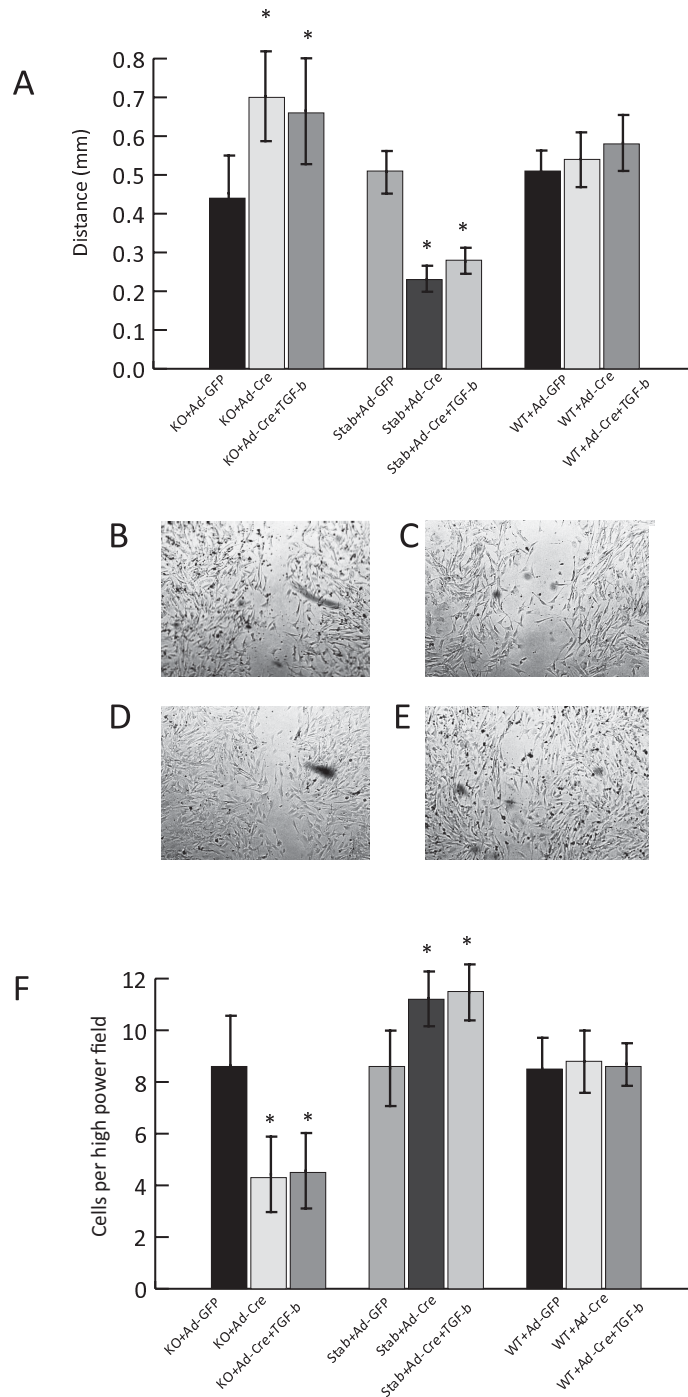 *
*
A
0.8
0.7
0.6
0.5
0.4
0.3
0.2
0.1
0.0
Distance (mm)
*
*
KO+Ad-GFP
KO+Ad-Cre
KO+Ad-Cre+TGF-b
Stab+Ad-GFP
Stab+Ad-Cre
Stab+Ad-Cre+TGF-b
WT+Ad-GFP
WT+Ad-Cre
WT+Ad-Cre+TGF-b
B
C
D
E
F
12
10
8
6
4
2
0
Cells per high power field
*
*
*
*
KO+Ad-GFP
KO+Ad-Cre
KO+Ad-Cre+TGF-b
Stab+Ad-GFP
Stab+Ad-Cre
Stab+Ad-Cre+TGF-b
WT+Ad-GFP
WT+Ad-Cre
WT+Ad-Cre+TGF-b